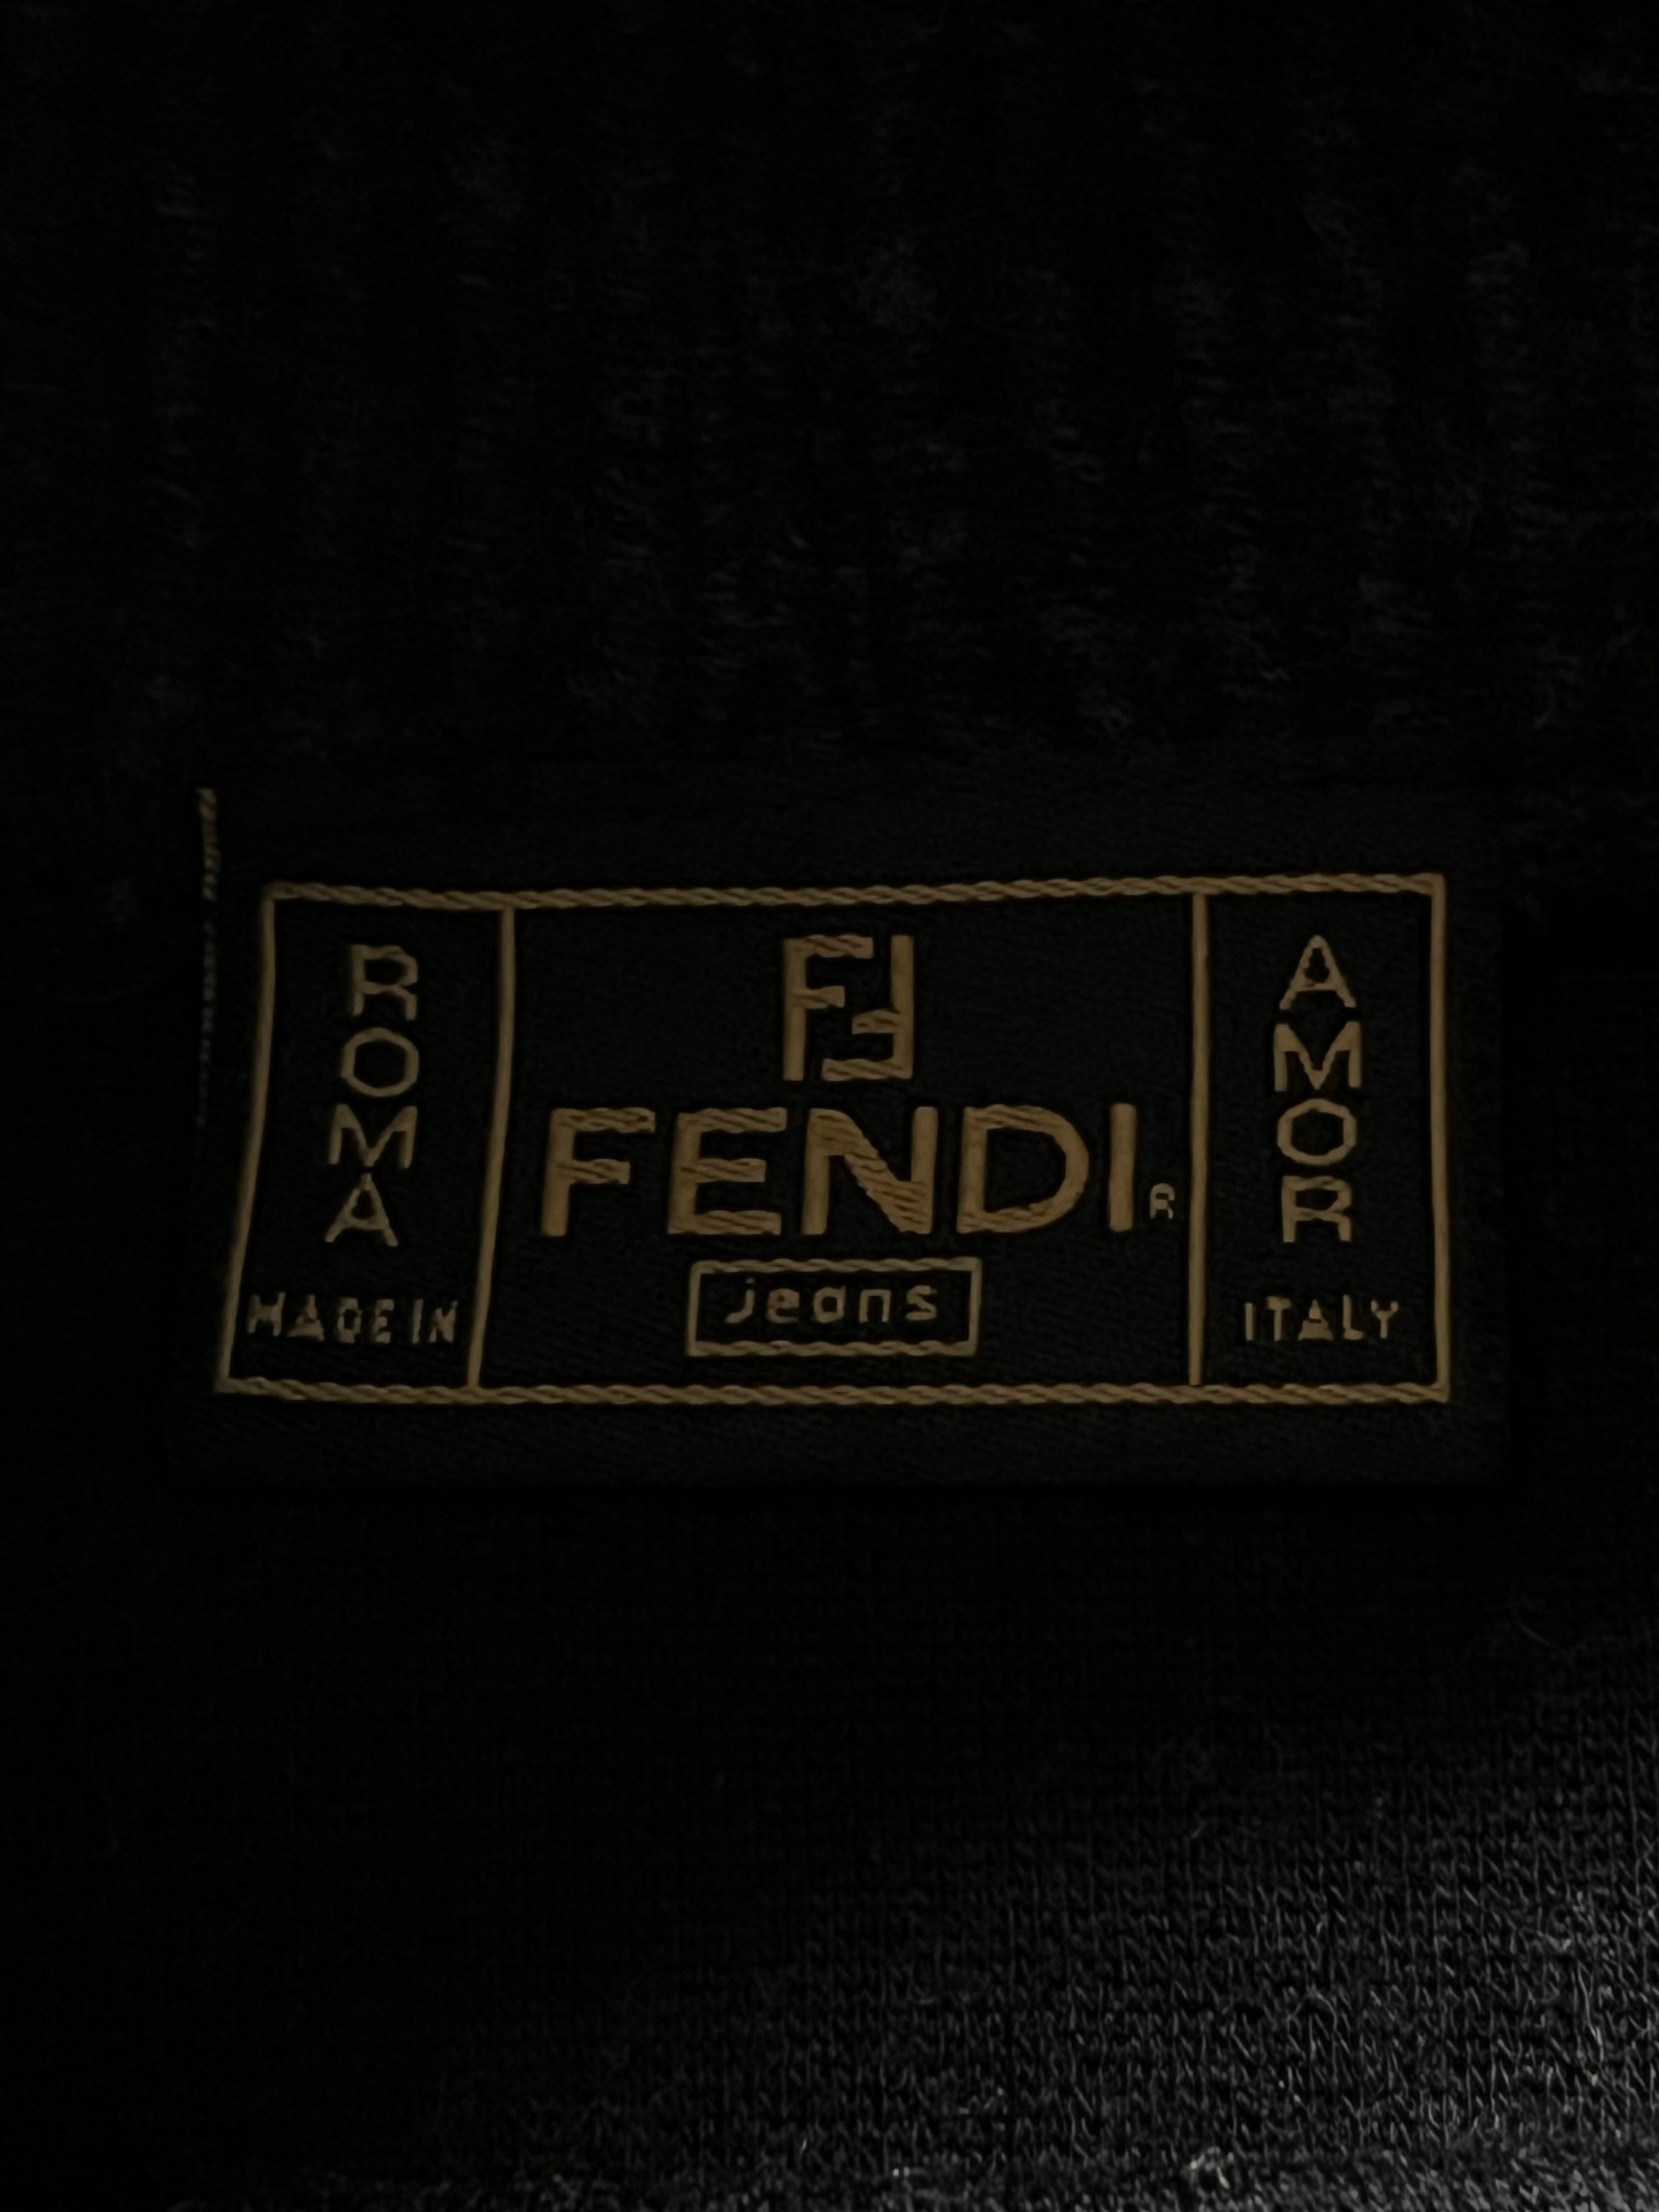 ROMA
MADE IN
FF
FENDI®
jeans
AMOR
ITALY